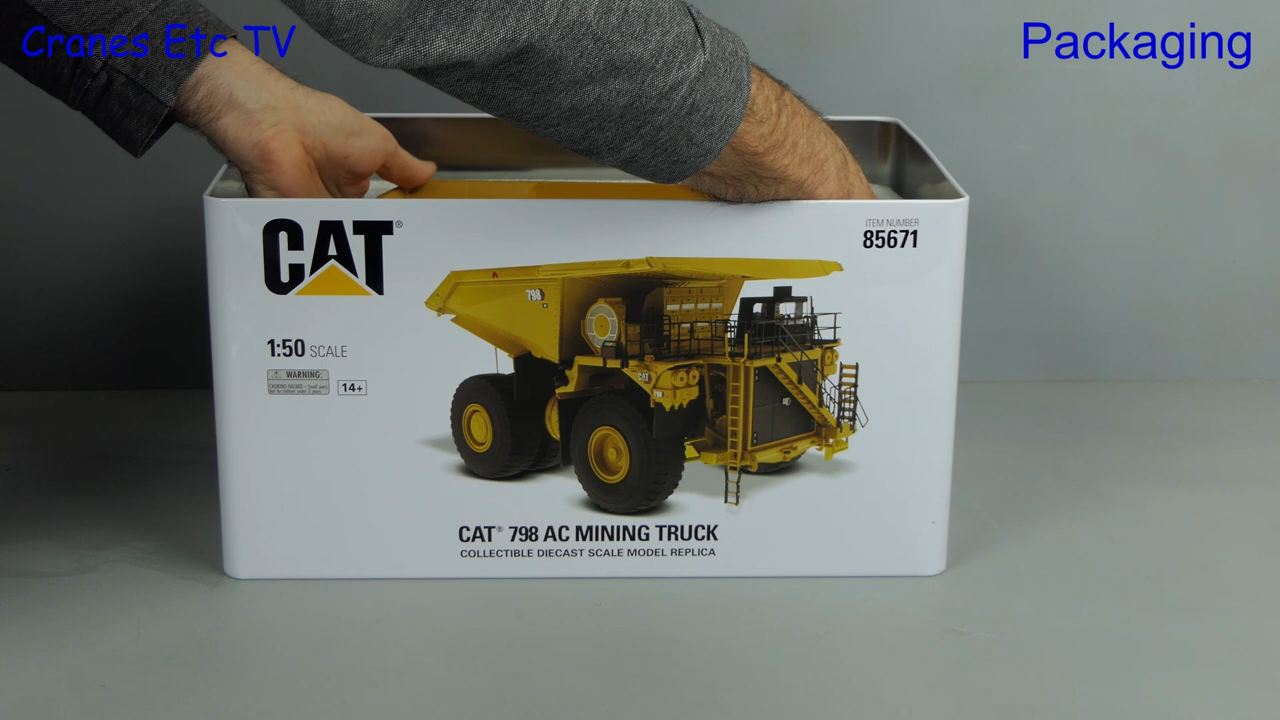 Cranes Etc TV
Packaging
CAT®
ITEM NUMBER
85671
798
1:50 SCALE
WARNING:
14+
CAT
CAT® 798 AC MINING TRUCK
COLLECTIBLE DIECAST SCALE MODEL REPLICA